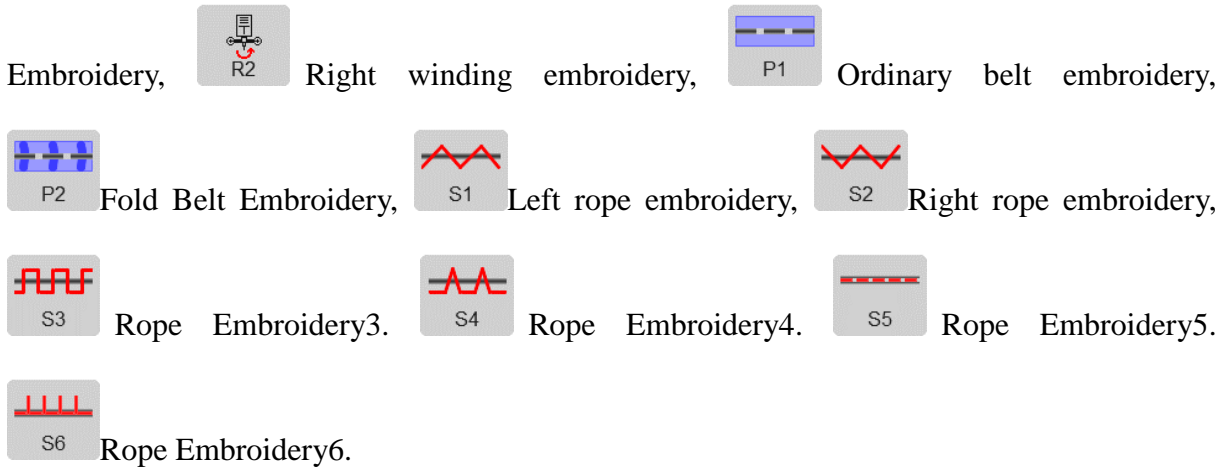 Embroidery, R2 Right winding embroidery, P1 Ordinary belt embroidery,
P2 Fold Belt Embroidery, S1 Left rope embroidery, S2 Right rope embroidery,
S3 Rope Embroidery3. S4 Rope Embroidery4. S5 Rope Embroidery5.
S6 Rope Embroidery6.